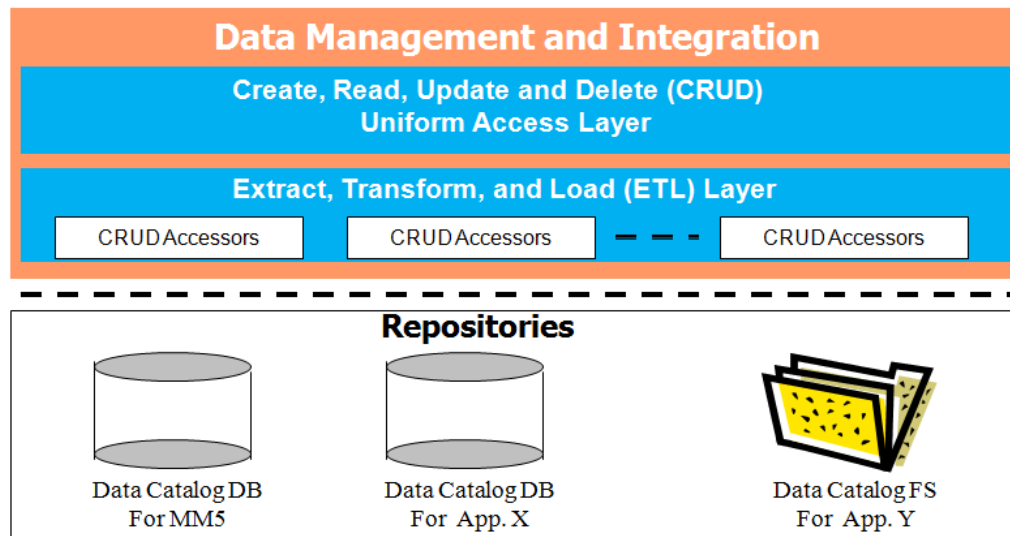 Data Management and Integration
Create, Read, Update and Delete (CRUD)
Uniform Access Layer
Extract, Transform, and Load (ETL) Layer
CRUD Accessors
CRUD Accessors
CRUD Accessors
Repositories
Data Catalog DB
For MM5
Data Catalog DB
For App. X
Data Catalog FS
For App. Y